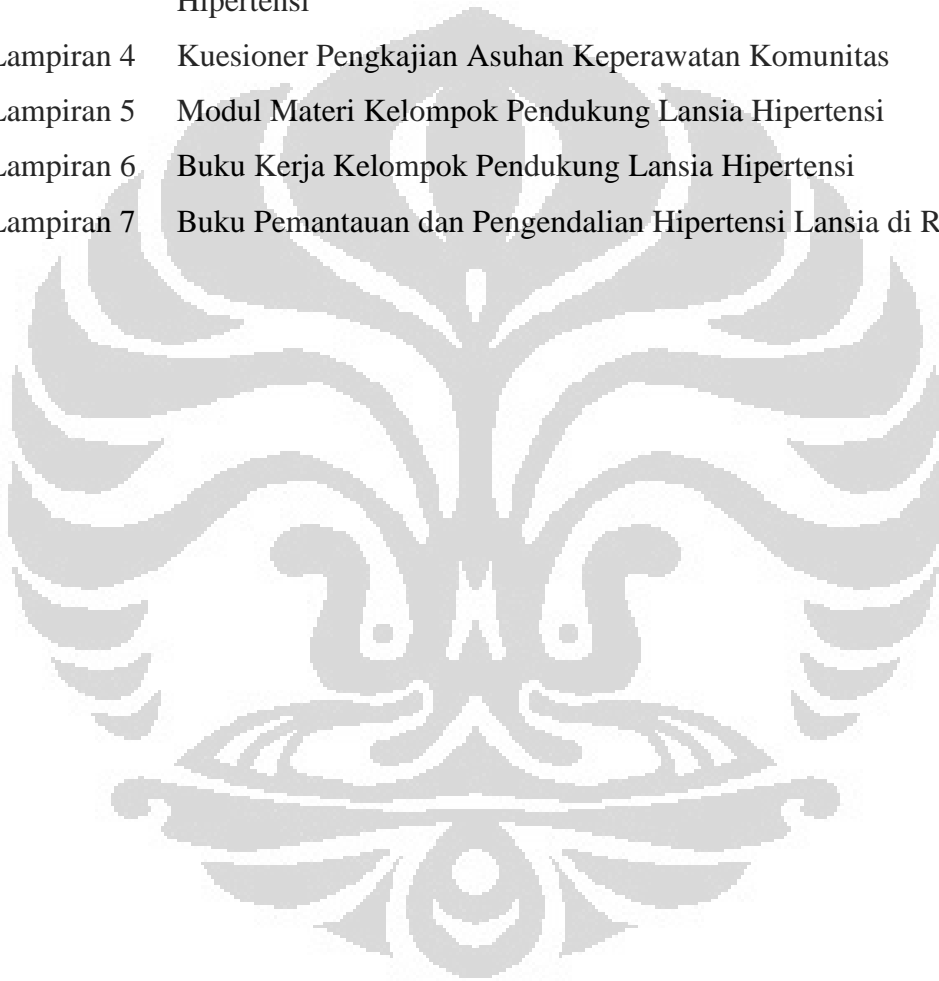 Hipertensi
Lampiran 4 Kuesioner Pengkajian Asuhan Keperawatan Komunitas
Lampiran 5 Modul Materi Kelompok Pendukung Lansia Hipertensi
Lampiran 6 Buku Kerja Kelompok Pendukung Lansia Hipertensi
Lampiran 7 Buku Pemantauan dan Pengendalian Hipertensi Lansia di